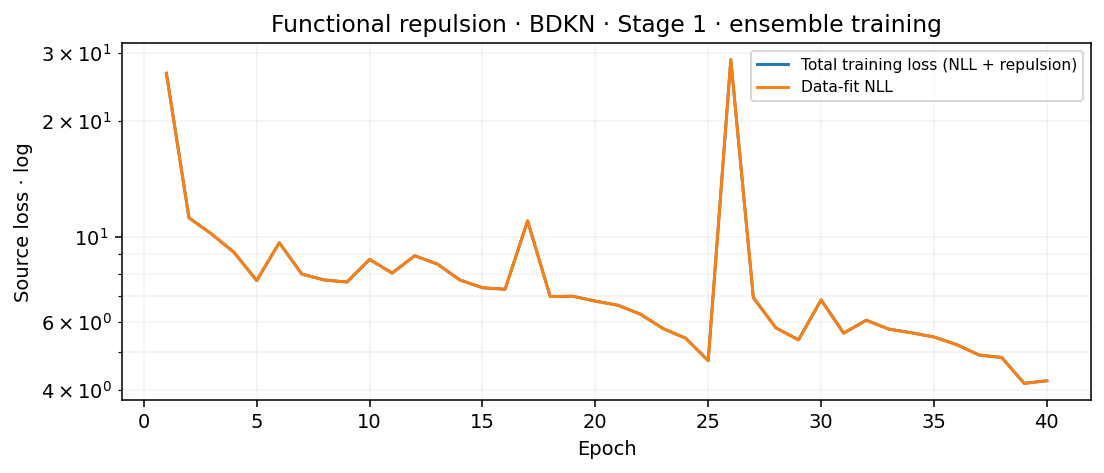 Functional repulsion · BDKN · Stage 1 · ensemble training
Total training loss (NLL + repulsion)
Data-fit NLL
Source loss · log
3 × 10¹
2 × 10¹
10¹
6 × 10⁰
4 × 10⁰
0 5 10 15 20 25 30 35 40
Epoch